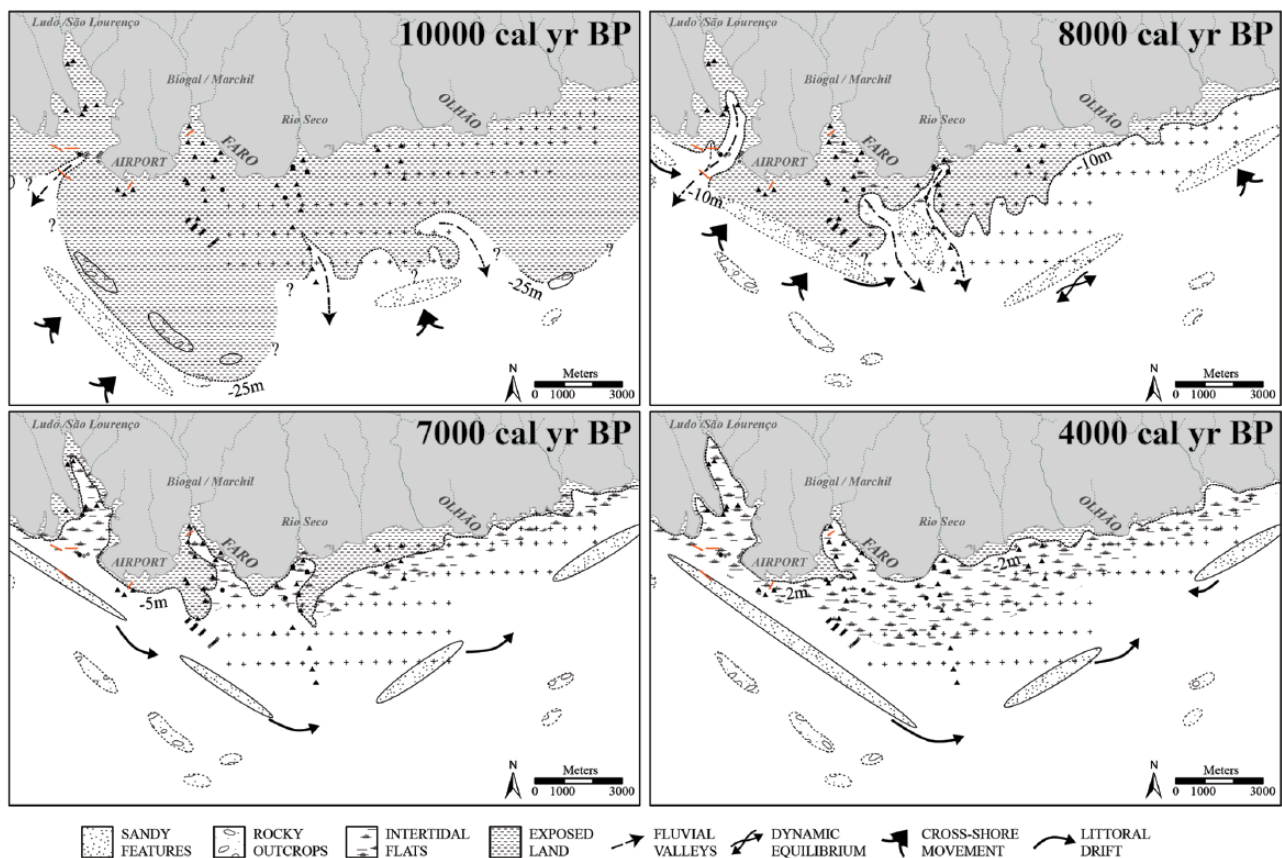 10000 cal yr BP
Ludo/São Lourenço
Biogal / Marchil
OLHÃO
Rio Seco
FARO
AIRPORT
?
?
?
?
?
?
?
-25m
-25m
N
Meters
0 1000 3000
8000 cal yr BP
Ludo/São Lourenço
Biogal / Marchil
OLHÃO
Rio Seco
FARO
AIRPORT
-10m
-10m
?
N
Meters
0 1000 3000
7000 cal yr BP
Ludo/São Lourenço
Biogal / Marchil
OLHÃO
Rio Seco
FARO
AIRPORT
-5m
N
Meters
0 1000 3000
4000 cal yr BP
Ludo/São Lourenço
Biogal / Marchil
OLHÃO
Rio Seco
FARO
AIRPORT
-2m
-2m
N
Meters
0 1000 3000
SANDY FEATURES
ROCKY OUTCROPS
INTERTIDAL FLATS
EXPOSED LAND
FLUVIAL VALLEYS
DYNAMIC EQUILIBRIUM
CROSS-SHORE MOVEMENT
LITTORAL DRIFT